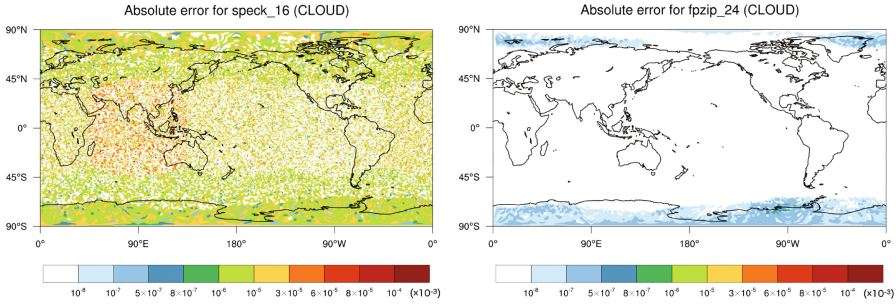 Absolute error for speck_16 (CLOUD)
90°N
45°N
0°
45°S
90°S
0° 90°E 180° 90°W 0°
10⁻⁸ 10⁻⁷ 5×10⁻⁷ 8×10⁻⁷ 10⁻⁶ 10⁻⁵ 3×10⁻⁵ 6×10⁻⁵ 8×10⁻⁵ 10⁻⁴ (×10⁻³)
Absolute error for fpzip_24 (CLOUD)
90°N
45°N
0°
45°S
90°S
0° 90°E 180° 90°W 0°
10⁻⁸ 10⁻⁷ 5×10⁻⁷ 8×10⁻⁷ 10⁻⁶ 10⁻⁵ 3×10⁻⁵ 6×10⁻⁵ 8×10⁻⁵ 10⁻⁴ (×10⁻³)